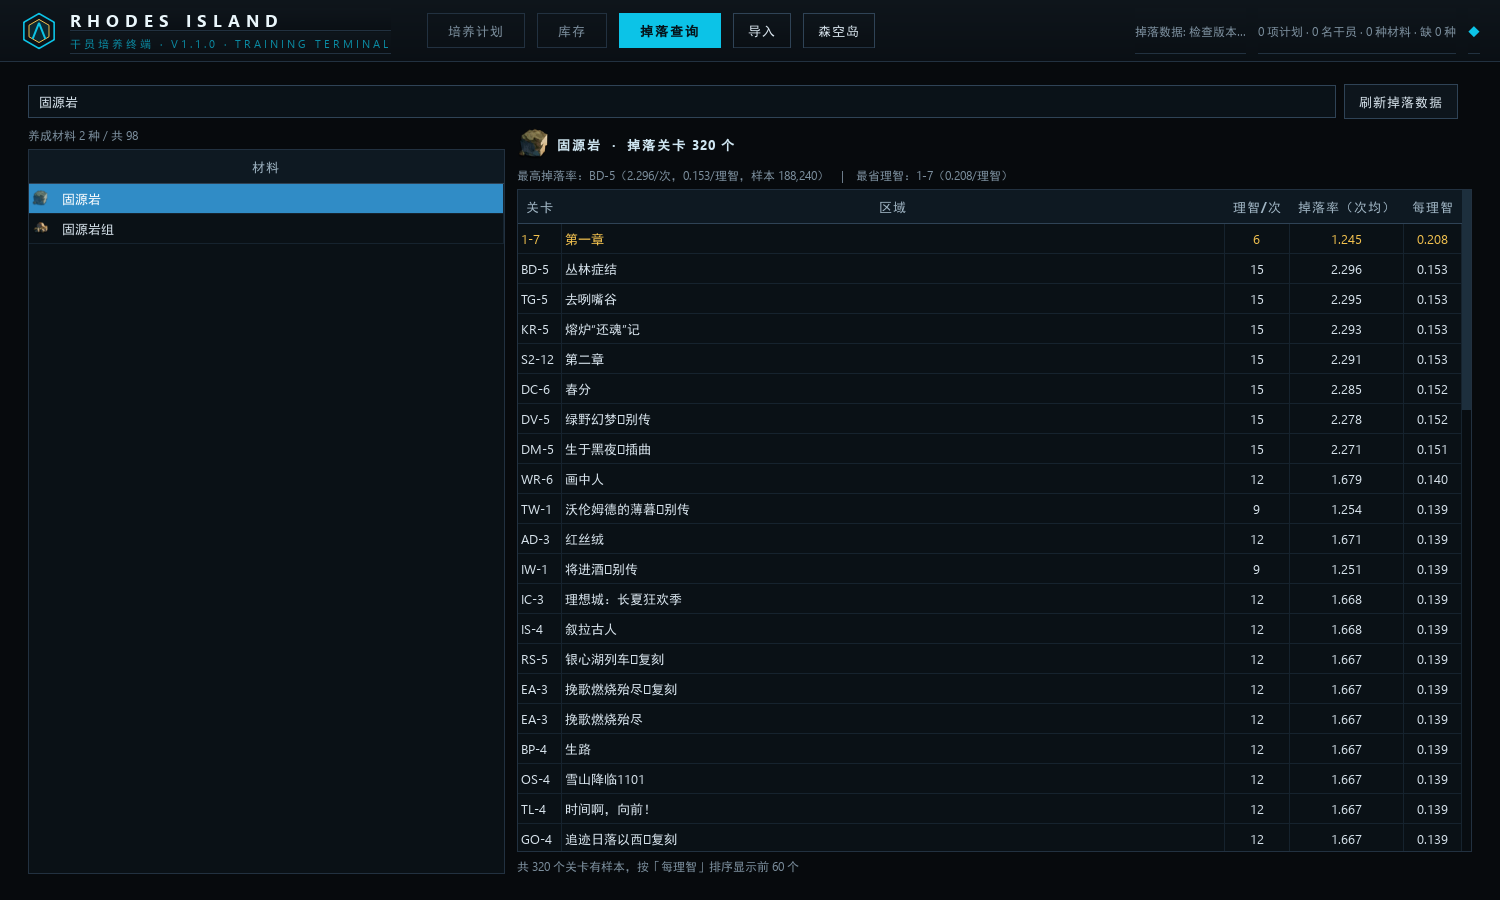 RHODES ISLAND
干员培养终端 · V1.1.0 · TRAINING TERMINAL
培养计划 库存 掉落查询 导入 森空岛
掉落数据: 检查版本... 0 项计划 · 0 名干员 · 0 种材料 · 缺 0 种
固源岩 刷新掉落数据
养成材料 2 种 / 共 98
材料
固源岩
固源岩组
固源岩 · 掉落关卡 320 个
最高掉落率：BD-5（2.296/次，0.153/理智，样本 188,240） | 最省理智：1-7（0.208/理智）
关卡 区域 理智/次 掉落率（次均） 每理智
1-7 第一章 6 1.245 0.208
BD-5 丛林症结 15 2.296 0.153
TG-5 去咧嘴谷 15 2.295 0.153
KR-5 熔炉“还魂”记 15 2.293 0.153
S2-12 第二章 15 2.291 0.153
DC-6 春分 15 2.285 0.152
DV-5 绿野幻梦▯别传 15 2.278 0.152
DM-5 生于黑夜▯插曲 15 2.271 0.151
WR-6 画中人 12 1.679 0.140
TW-1 沃伦姆德的薄暮▯别传 9 1.254 0.139
AD-3 红丝绒 12 1.671 0.139
IW-1 将进酒▯别传 9 1.251 0.139
IC-3 理想城：长夏狂欢季 12 1.668 0.139
IS-4 叙拉古人 12 1.668 0.139
RS-5 银心湖列车▯复刻 12 1.667 0.139
EA-3 挽歌燃烧殆尽▯复刻 12 1.667 0.139
EA-3 挽歌燃烧殆尽 12 1.667 0.139
BP-4 生路 12 1.667 0.139
OS-4 雪山降临1101 12 1.667 0.139
TL-4 时间啊，向前！ 12 1.667 0.139
GO-4 追迹日落以西▯复刻 12 1.667 0.139
共 320 个关卡有样本，按「每理智」排序显示前 60 个